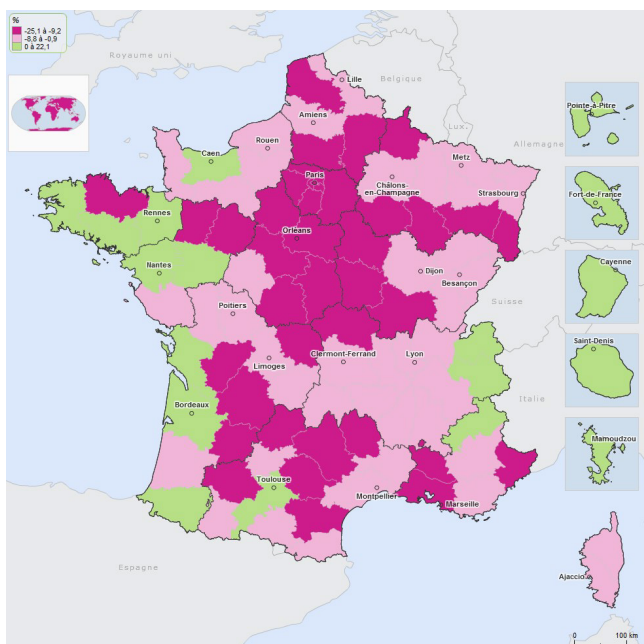 %
-25,1 à -9,2
-8,8 à -0,9
0 à 22,1
Royaume uni
Belgique
Lille
Amiens
Lux.
Allemagne
Rouen
Caen
Metz
Paris
Châlons-
en-Champagne
Strasbourg
Rennes
Orléans
Nantes
Dijon
Besançon
Suisse
Poitiers
Limoges
Clermont-Ferrand
Lyon
Italie
Bordeaux
Toulouse
Montpellier
Marseille
Espagne
Ajaccio
Pointe-à-Pitre
Fort-de-France
Cayenne
Saint-Denis
Mamoudzou
0
100 km